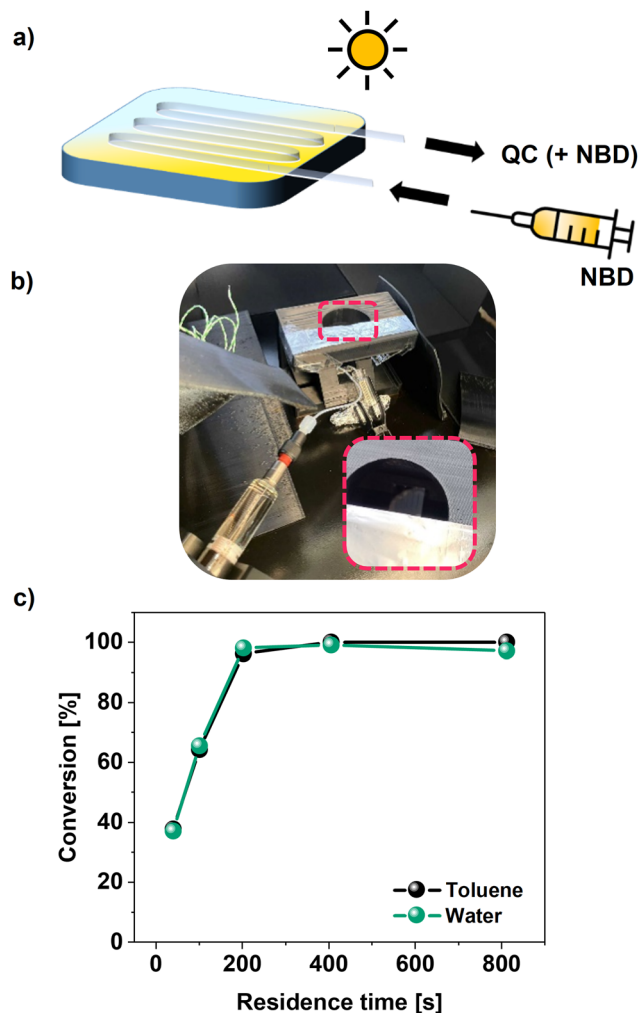 a)
QC (+ NBD)
NBD
b)
c)
100
80
60
40
20
0
Conversion [%]
Toluene
Water
0
200
400
600
800
Residence time [s]